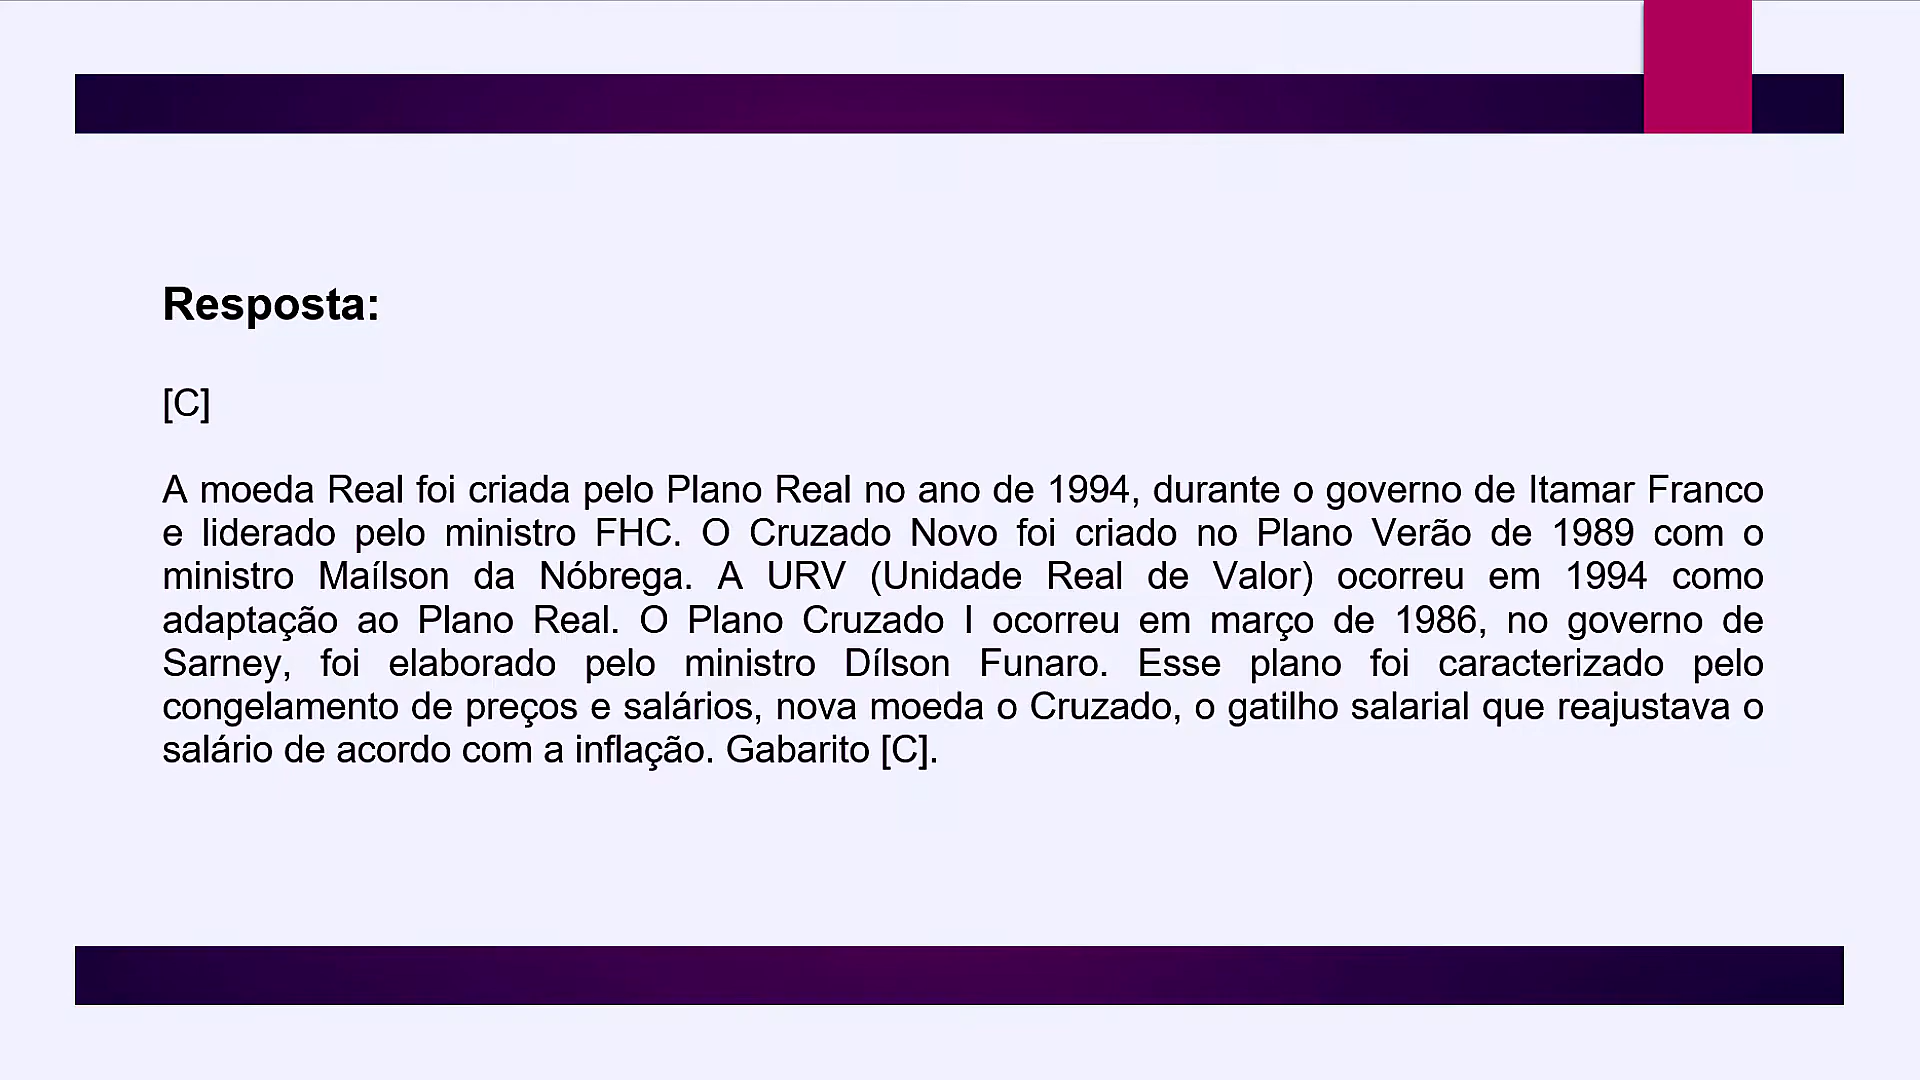 Resposta:
[C]
A moeda Real foi criada pelo Plano Real no ano de 1994, durante o governo de Itamar Franco
e liderado pelo ministro FHC. O Cruzado Novo foi criado no Plano Verão de 1989 com o
ministro Maílson da Nóbrega. A URV (Unidade Real de Valor) ocorreu em 1994 como
adaptação ao Plano Real. O Plano Cruzado I ocorreu em março de 1986, no governo de
Sarney, foi elaborado pelo ministro Dílson Funaro. Esse plano foi caracterizado pelo
congelamento de preços e salários, nova moeda o Cruzado, o gatilho salarial que reajustava o
salário de acordo com a inflação. Gabarito [C].